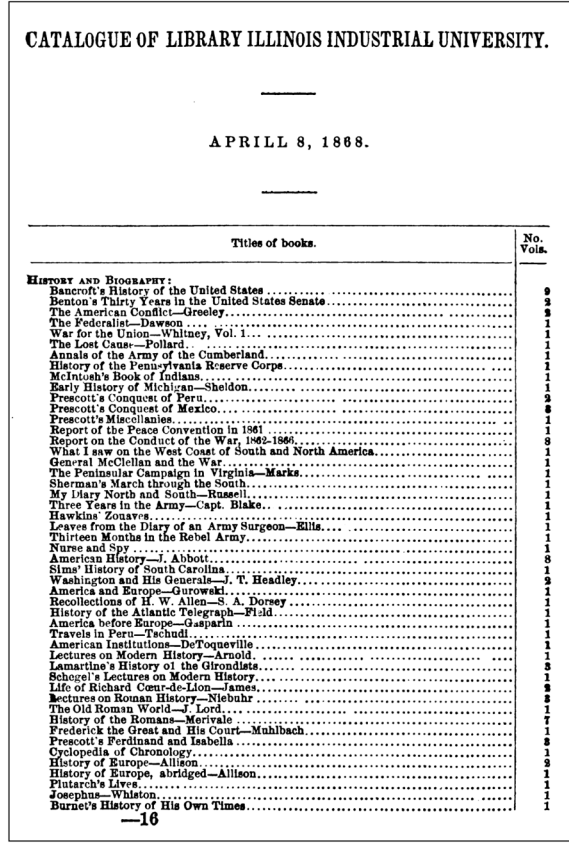 CATALOGUE OF LIBRARY ILLINOIS INDUSTRIAL UNIVERSITY.
APRILL 8, 1868.
Titles of books.
No. Vols.
HISTORY AND BIOGRAPHY:
Bancroft's History of the United States 9
Benton's Thirty Years in the United States Senate 2
The American Conflict—Greeley 2
The Federalist—Dawson 1
War for the Union—Whitney, Vol. 1 1
The Lost Cause—Pollard 1
Annals of the Army of the Cumberland 1
History of the Pennsylvania Reserve Corps 1
McIntosh's Book of Indians 1
Early History of Michigan—Sheldon 1
Prescott's Conquest of Peru 2
Prescott's Conquest of Mexico 3
Prescott's Miscellanies 1
Report of the Peace Convention in 1861 1
Report on the Conduct of the War, 1862-1866 8
What I saw on the West Coast of South and North America 1
General McClellan and the War 1
The Peninsular Campaign in Virginia—Marks 1
Sherman's March through the South 1
My Diary North and South—Russell 1
Three Years in the Army—Capt. Blake 1
Hawkins' Zouaves 1
Leaves from the Diary of an Army Surgeon—Ellis 1
Thirteen Months in the Rebel Army 1
Nurse and Spy 1
American History—J. Abbott 8
Sims' History of South Carolina 1
Washington and His Generals—J. T. Headley 2
America and Europe—Gurowski 1
Recollections of H. W. Allen—S. A. Dorsey 1
History of the Atlantic Telegraph—Field 1
America before Europe—Gasparin 1
Travels in Peru—Tschudi 1
American Institutions—DeToqueville 1
Lectures on Modern History—Arnold 1
Lamartine's History of the Girondists 3
Schegel's Lectures on Modern History 1
Life of Richard Cœur-de-Lion—James 2
Lectures on Roman History—Niebuhr 3
The Old Roman World—J. Lord 1
History of the Romans—Merivale 7
Frederick the Great and His Court—Muhlbach 1
Prescott's Ferdinand and Isabella 3
Cyclopedia of Chronology 1
History of Europe—Allison 2
History of Europe, abridged—Allison 1
Plutarch's Lives 1
Josephus—Whiston 1
Burnet's History of His Own Times 1
—16